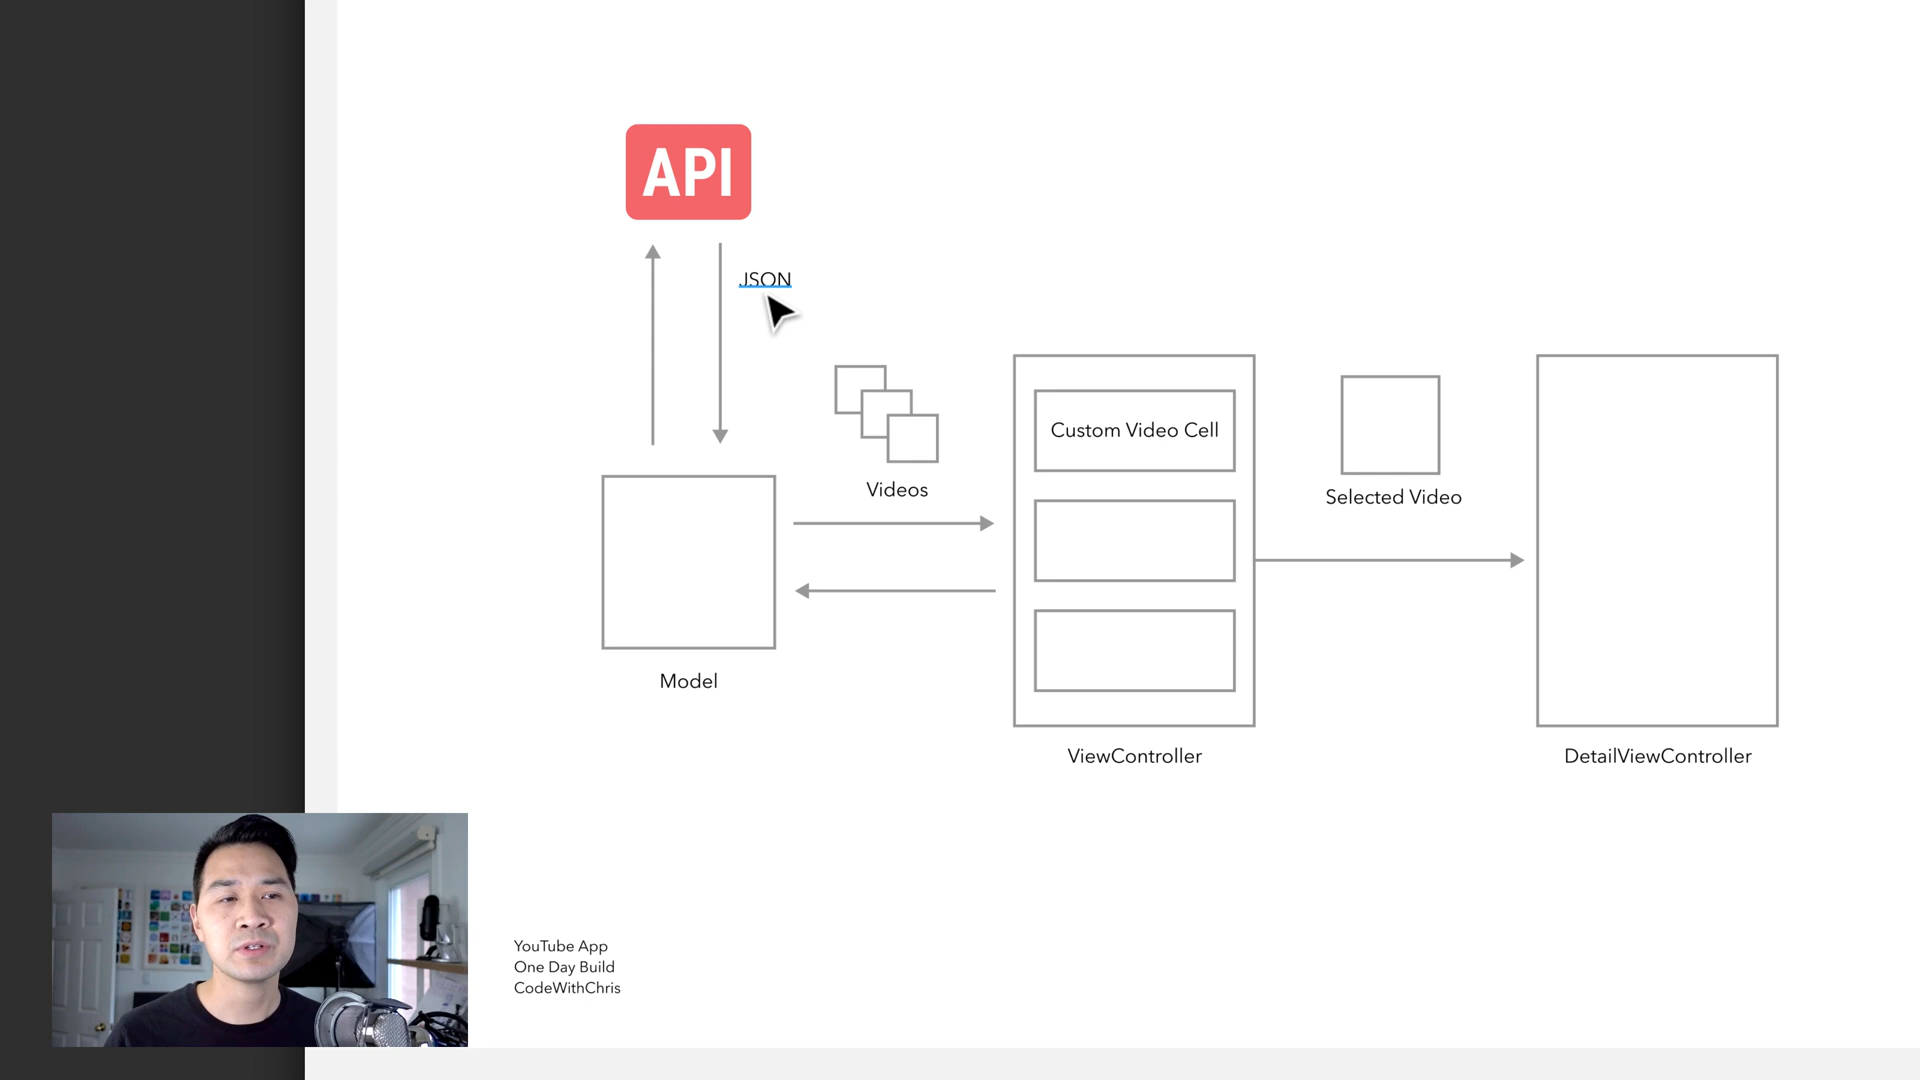 API
JSON
Custom Video Cell
Videos
Selected Video
Model
ViewController
DetailViewController
YouTube App
One Day Build
CodeWithChris